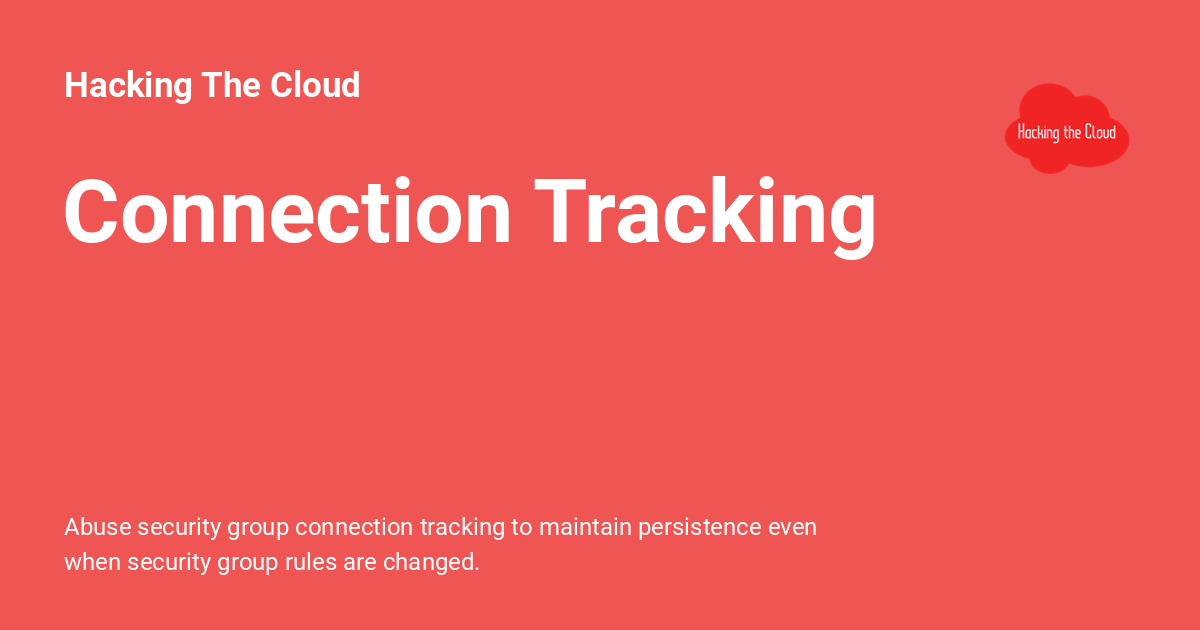 Hacking The Cloud
Hacking the Cloud
Connection Tracking
Abuse security group connection tracking to maintain persistence even
when security group rules are changed.